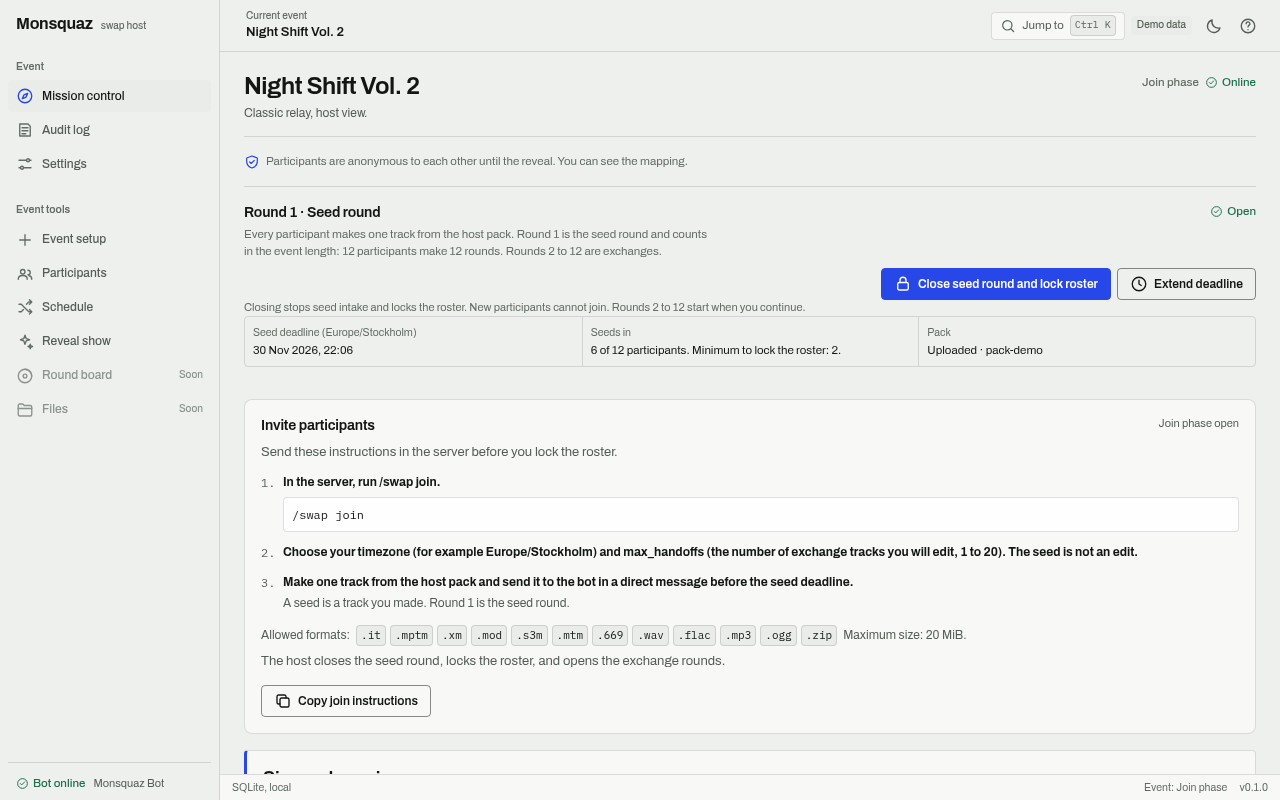 Monsquaz swap host
Event
Mission control
Audit log
Settings
Event tools
Event setup
Participants
Schedule
Reveal show
Round board Soon
Files Soon
Bot online Monsquaz Bot
Current event
Night Shift Vol. 2
Jump to Ctrl K
Demo data
Night Shift Vol. 2
Join phase Online
Classic relay, host view.
Participants are anonymous to each other until the reveal. You can see the mapping.
Round 1 · Seed round
Open
Every participant makes one track from the host pack. Round 1 is the seed round and counts
in the event length: 12 participants make 12 rounds. Rounds 2 to 12 are exchanges.
Close seed round and lock roster
Extend deadline
Closing stops seed intake and locks the roster. New participants cannot join. Rounds 2 to 12 start when you continue.
Seed deadline (Europe/Stockholm)
30 Nov 2026, 22:06
Seeds in
6 of 12 participants. Minimum to lock the roster: 2.
Pack
Uploaded · pack-demo
Invite participants
Join phase open
Send these instructions in the server before you lock the roster.
1. In the server, run /swap join.
/swap join
2. Choose your timezone (for example Europe/Stockholm) and max_handoffs (the number of exchange tracks you will edit, 1 to 20). The seed is not an edit.
3. Make one track from the host pack and send it to the bot in a direct message before the seed deadline.
A seed is a track you made. Round 1 is the seed round.
Allowed formats: .it .mptm .xm .mod .s3m .mtm .669 .wav .flac .mp3 .ogg .zip Maximum size: 20 MiB.
The host closes the seed round, locks the roster, and opens the exchange rounds.
Copy join instructions
SQLite, local
Event: Join phase v0.1.0